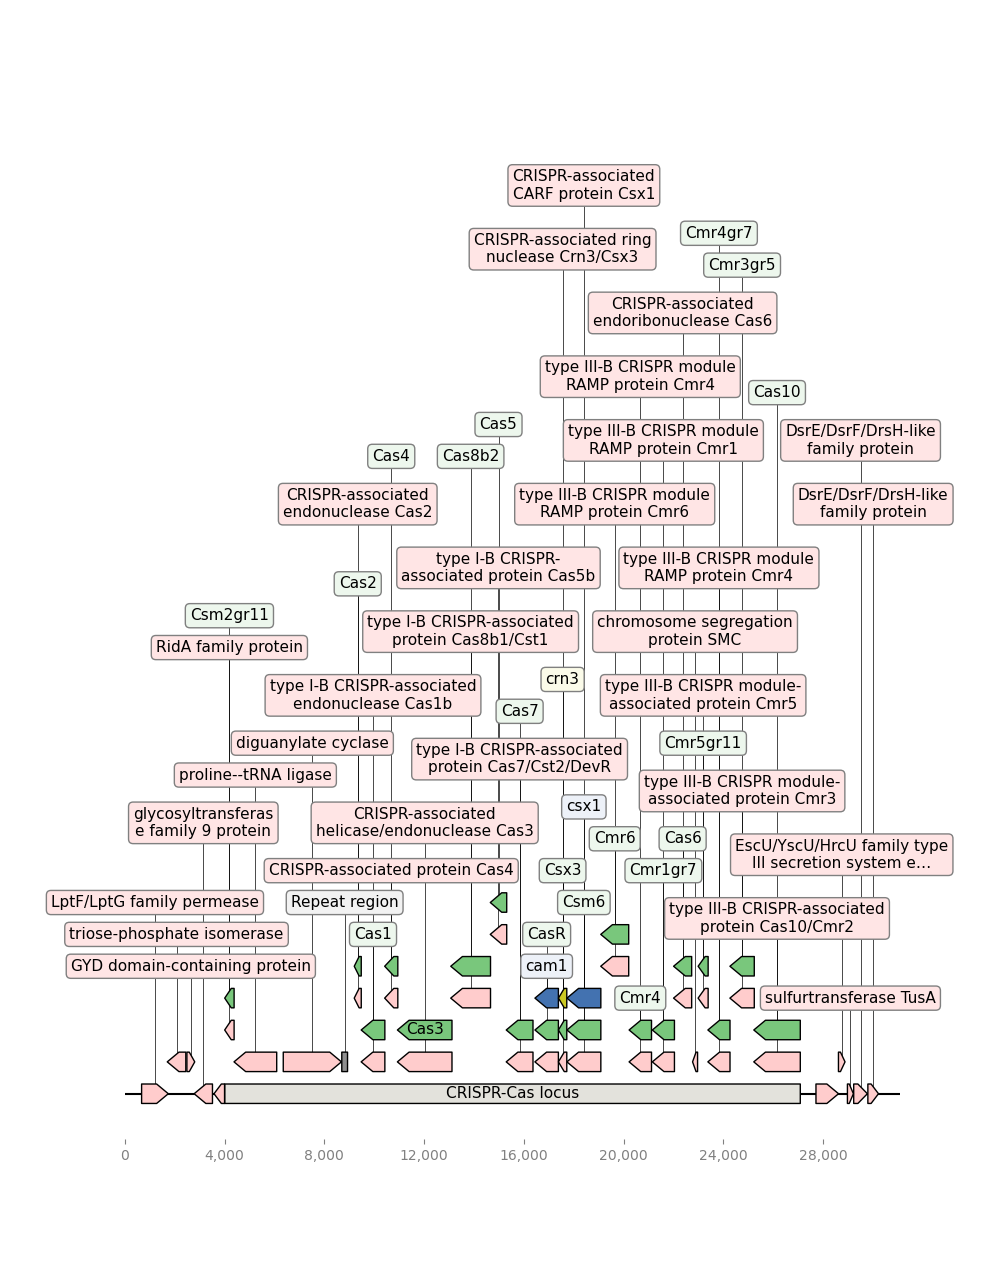 CRISPR-associated
CARF protein Csx1
Cmr4gr7
CRISPR-associated ring
nuclease Crn3/Csx3
Cmr3gr5
CRISPR-associated
endoribonuclease Cas6
type III-B CRISPR module
RAMP protein Cmr4
Cas10
Cas5
type III-B CRISPR module
RAMP protein Cmr1
DsrE/DsrF/DrsH-like
family protein
Cas4
Cas8b2
CRISPR-associated
endonuclease Cas2
type III-B CRISPR module
RAMP protein Cmr6
DsrE/DsrF/DrsH-like
family protein
type I-B CRISPR-
associated protein Cas5b
type III-B CRISPR module
RAMP protein Cmr4
Cas2
Csm2gr11
type I-B CRISPR-associated
protein Cas8b1/Cst1
chromosome segregation
protein SMC
RidA family protein
crn3
type I-B CRISPR-associated
endonuclease Cas1b
type III-B CRISPR module-
associated protein Cmr5
Cas7
diguanylate cyclase
Cmr5gr11
type I-B CRISPR-associated
protein Cas7/Cst2/DevR
proline--tRNA ligase
type III-B CRISPR module-
associated protein Cmr3
csx1
glycosyltransferas
e family 9 protein
CRISPR-associated
helicase/endonuclease Cas3
Cmr6
Cas6
EscU/YscU/HrcU family type
III secretion system e...
CRISPR-associated protein Cas4
Csx3
Cmr1gr7
LptF/LptG family permease
Repeat region
Csm6
type III-B CRISPR-associated
protein Cas10/Cmr2
triose-phosphate isomerase
Cas1
CasR
GYD domain-containing protein
cam1
Cmr4
sulfurtransferase TusA
Cas3
CRISPR-Cas locus
0
4,000
8,000
12,000
16,000
20,000
24,000
28,000